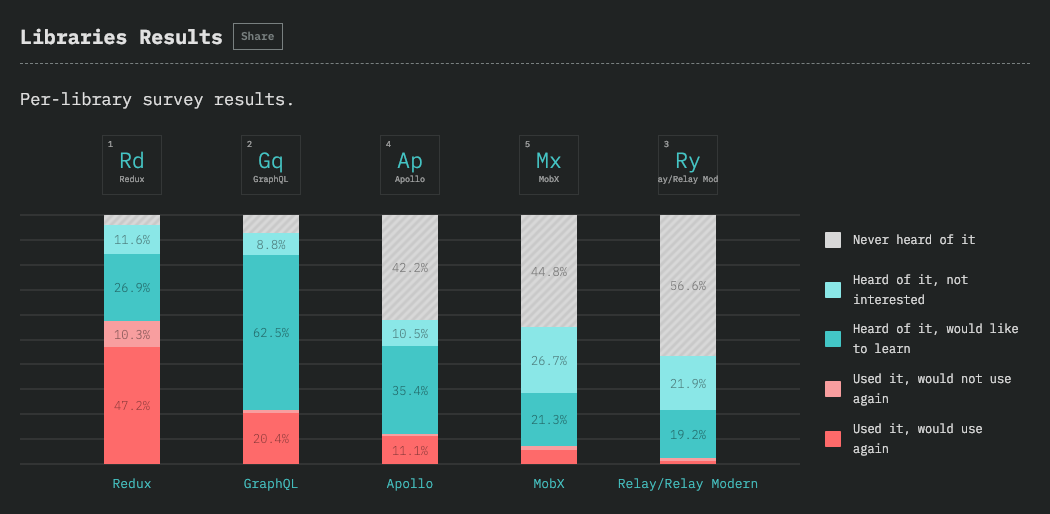 Libraries Results
Share
Per-library survey results.
1
Rd
Redux
2
Gq
GraphQL
4
Ap
Apollo
5
Mx
MobX
3
Ry
ay/Relay Mod
11.6%
26.9%
10.3%
47.2%
8.8%
62.5%
20.4%
42.2%
10.5%
35.4%
11.1%
44.8%
26.7%
21.3%
56.6%
21.9%
19.2%
Redux
GraphQL
Apollo
MobX
Relay/Relay Modern
Never heard of it
Heard of it, not
interested
Heard of it, would like
to learn
Used it, would not use
again
Used it, would use
again